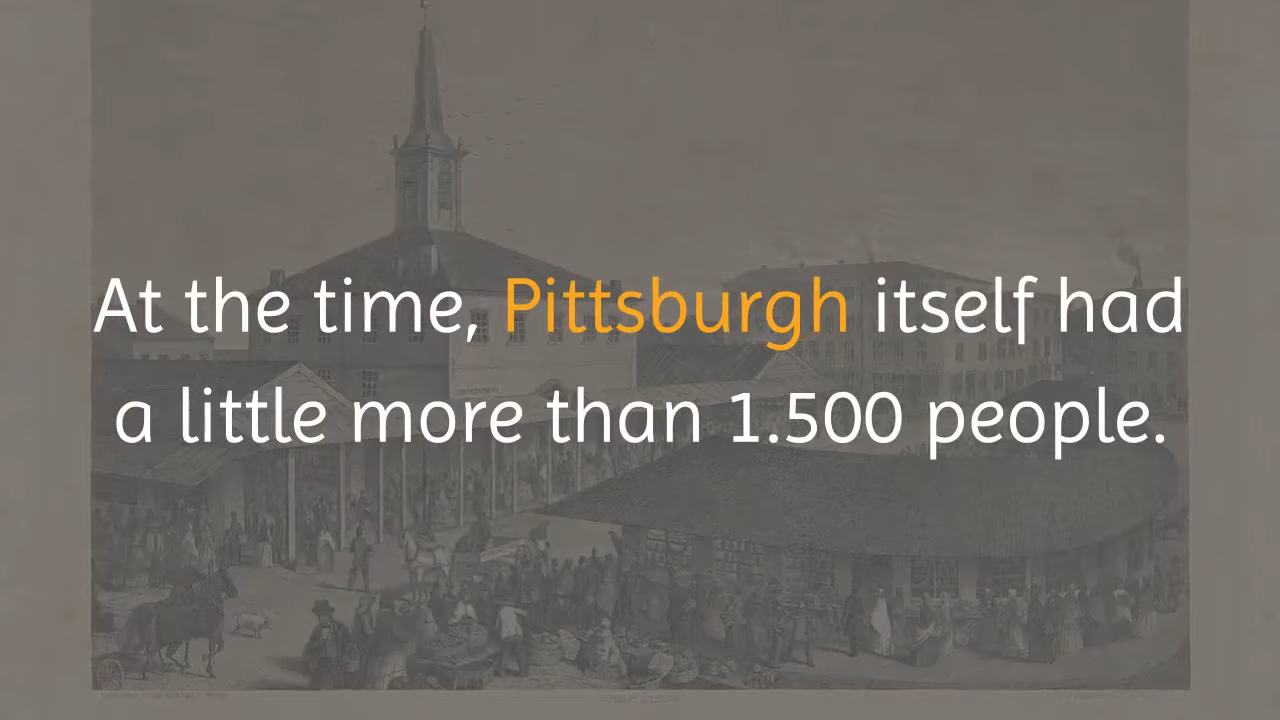 At the time, Pittsburgh itself had
a little more than 1.500 people.